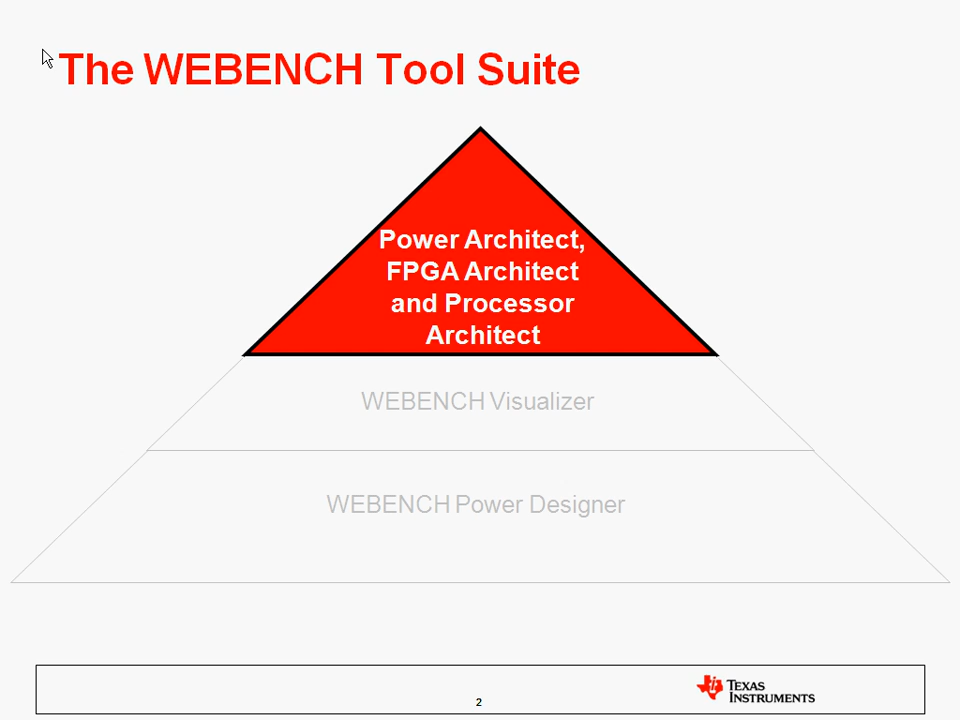 The WEBENCH Tool Suite
Power Architect,
FPGA Architect
and Processor
Architect
WEBENCH Visualizer
WEBENCH Power Designer
2
TEXAS
INSTRUMENTS